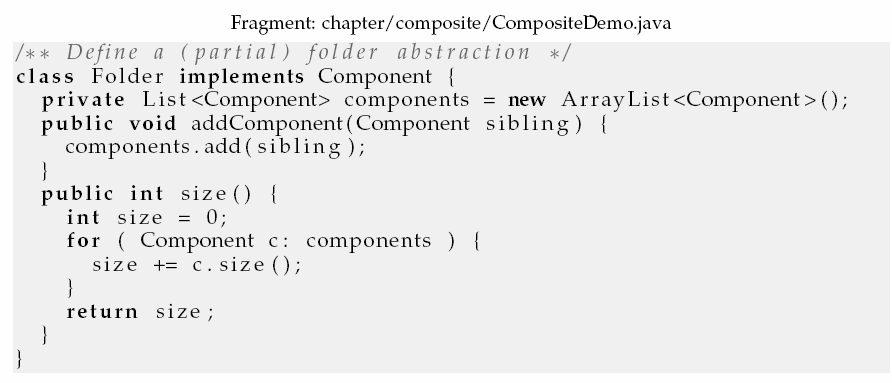 Fragment: chapter/composite/CompositeDemo.java
/** Define a (partial) folder abstraction */
class Folder implements Component {
  private List<Component> components = new ArrayList<Component>();
  public void addComponent(Component sibling) {
    components.add(sibling);
  }
  public int size() {
    int size = 0;
    for ( Component c: components ) {
      size += c.size();
    }
    return size;
  }
}